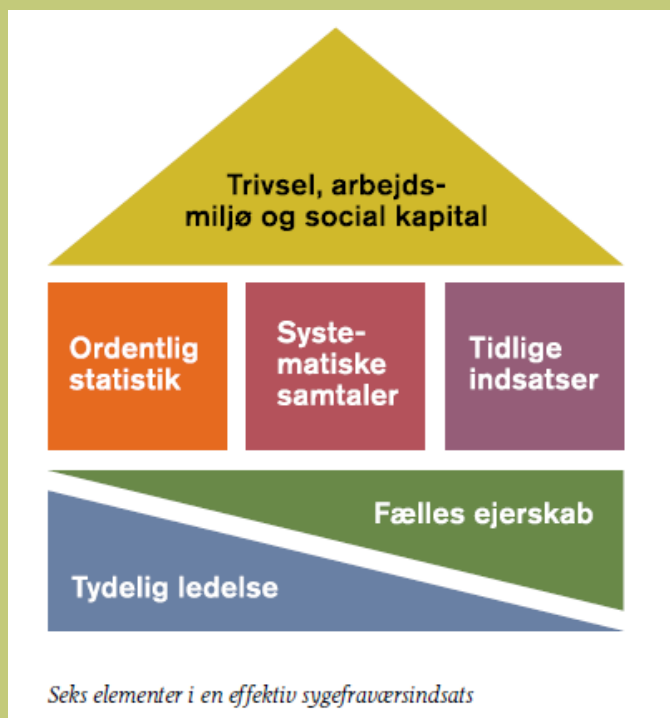 Trivsel, arbejds-
miljø og social kapital
Ordentlig
statistik
Syste-
matiske
samtaler
Tidlige
indsatser
Fælles ejerskab
Tydelig ledelse
Seks elementer i en effektiv sygefraværsindsats